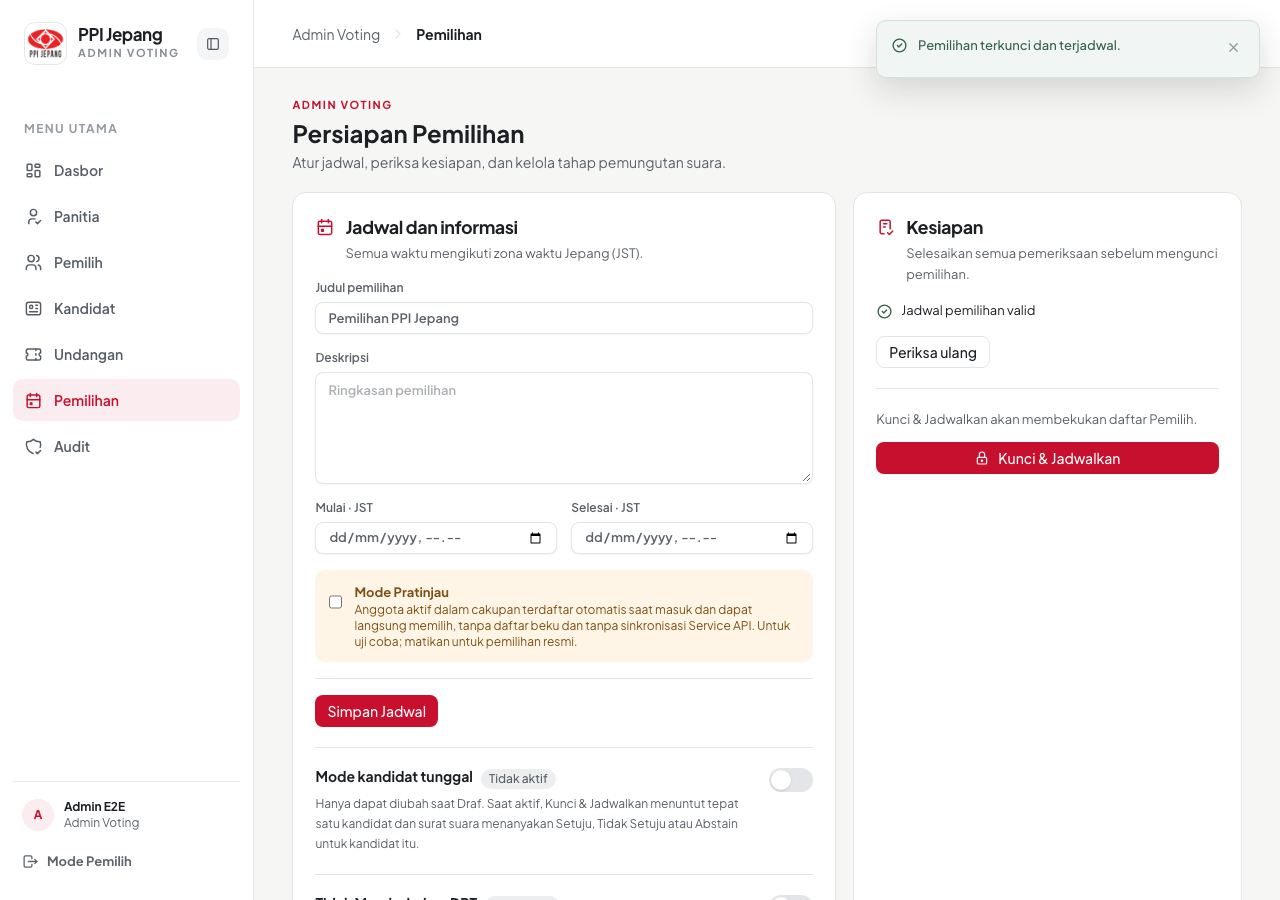 PPI JEPANG
PPI Jepang
ADMIN VOTING
MENU UTAMA
Dasbor
Panitia
Pemilih
Kandidat
Undangan
Pemilihan
Audit
A
Admin E2E
Admin Voting
Mode Pemilih
Admin Voting
Pemilihan
Pemilihan terkunci dan terjadwal.
ADMIN VOTING
Persiapan Pemilihan
Atur jadwal, periksa kesiapan, dan kelola tahap pemungutan suara.
Jadwal dan informasi
Semua waktu mengikuti zona waktu Jepang (JST).
Judul pemilihan
Pemilihan PPI Jepang
Deskripsi
Ringkasan pemilihan
Mulai · JST
Selesai · JST
dd/mm/yyyy, --.--
dd/mm/yyyy, --.--
Mode Pratinjau
Anggota aktif dalam cakupan terdaftar otomatis saat masuk dan dapat
langsung memilih, tanpa daftar beku dan tanpa sinkronisasi Service API. Untuk
uji coba; matikan untuk pemilihan resmi.
Simpan Jadwal
Mode kandidat tunggal
Tidak aktif
Hanya dapat diubah saat Draf. Saat aktif, Kunci & Jadwalkan menuntut tepat
satu kandidat dan surat suara menanyakan Setuju, Tidak Setuju atau Abstain
untuk kandidat itu.
Kesiapan
Selesaikan semua pemeriksaan sebelum mengunci
pemilihan.
Jadwal pemilihan valid
Periksa ulang
Kunci & Jadwalkan akan membekukan daftar Pemilih.
Kunci & Jadwalkan